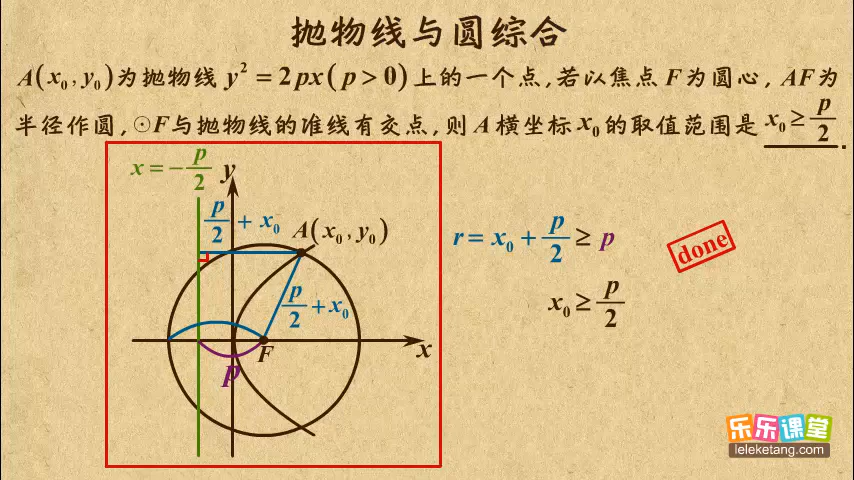 抛物线与圆综合
A(x₀, y₀)为抛物线 y² = 2px(p > 0) 上的一个点,若以焦点 F 为圆心, AF为
半径作圆,⊙F与抛物线的准线有交点,则 A 横坐标 x₀ 的取值范围是 x₀ ≥ p/2 .
x = − p/2
y
p/2 + x₀
A(x₀, y₀)
p/2 + x₀
F
x
p
r = x₀ + p/2 ≥ p
x₀ ≥ p/2
done
乐乐课堂
leleketang.com